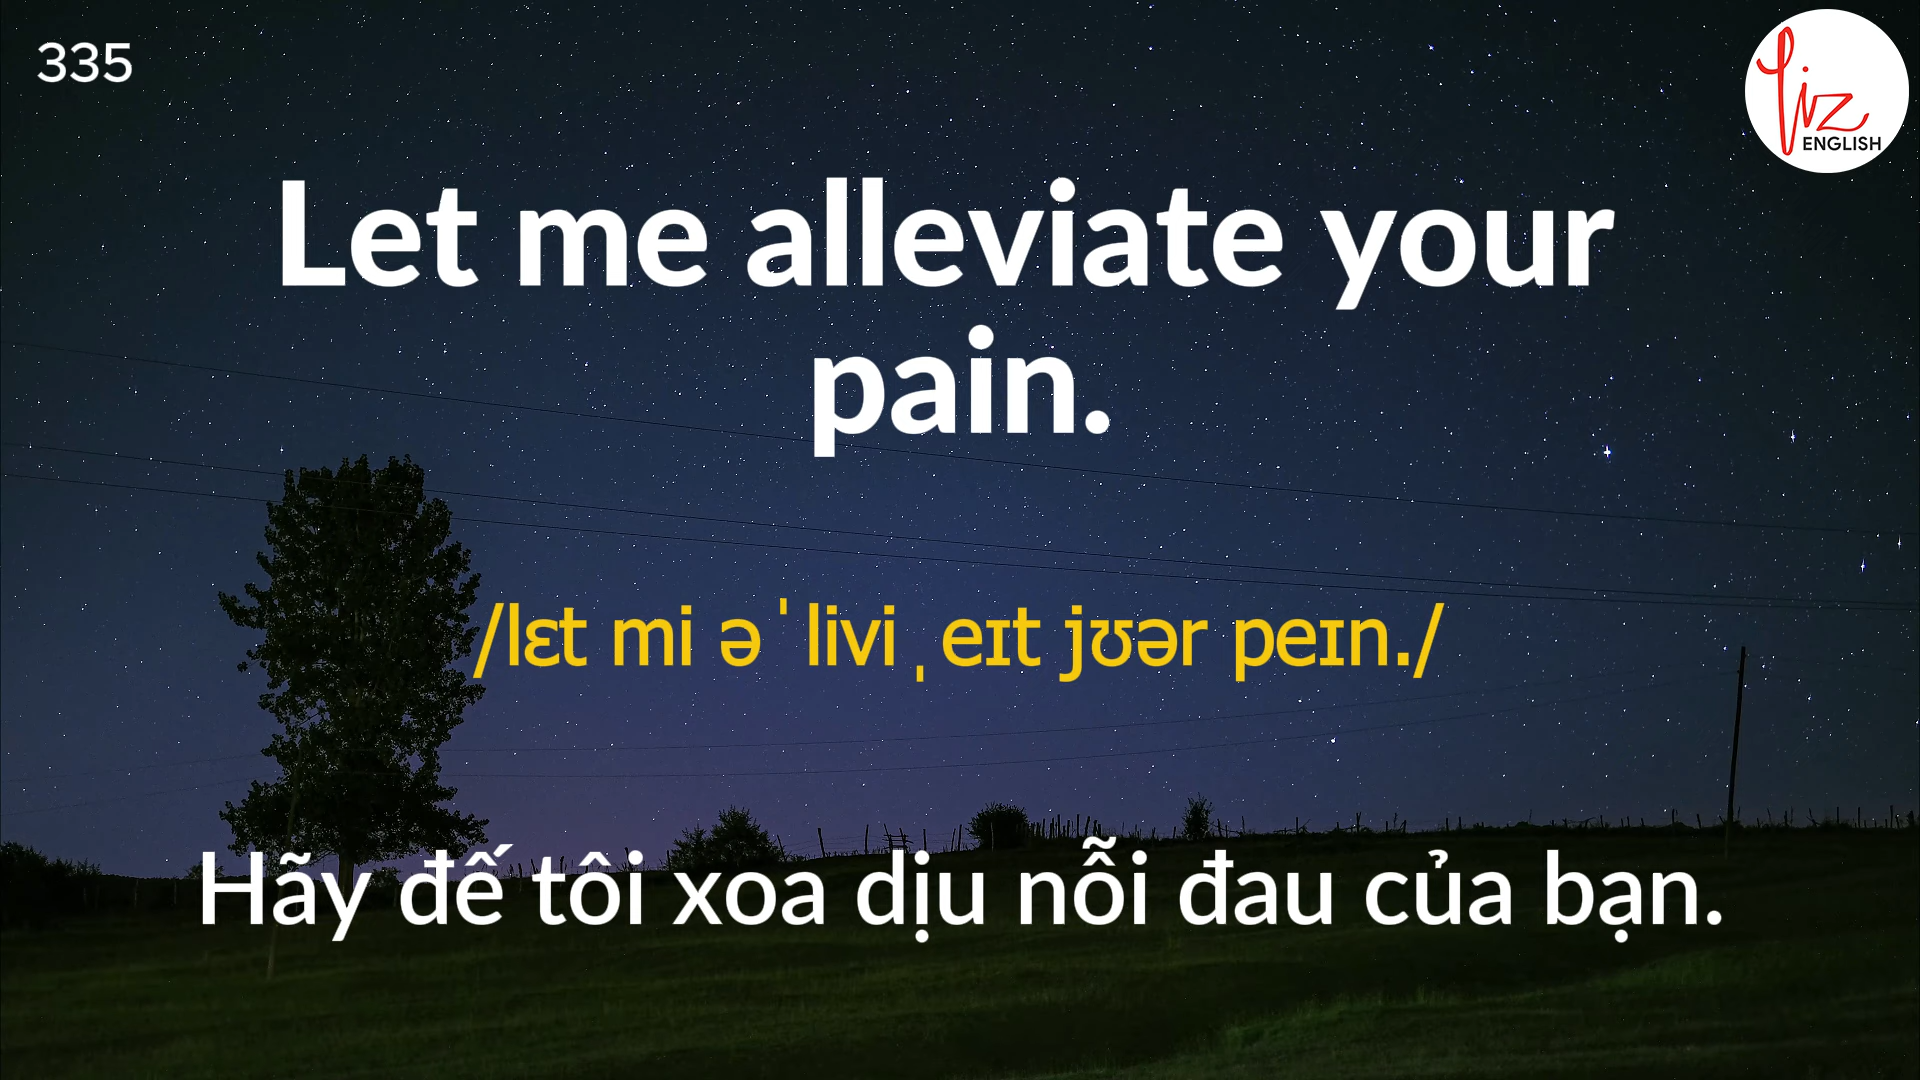 335
Liz
ENGLISH
Let me alleviate your
pain.
/lɛt mi əˈliviˌeɪt jʊər peɪn./
Hãy đế tôi xoa dịu nỗi đau của bạn.